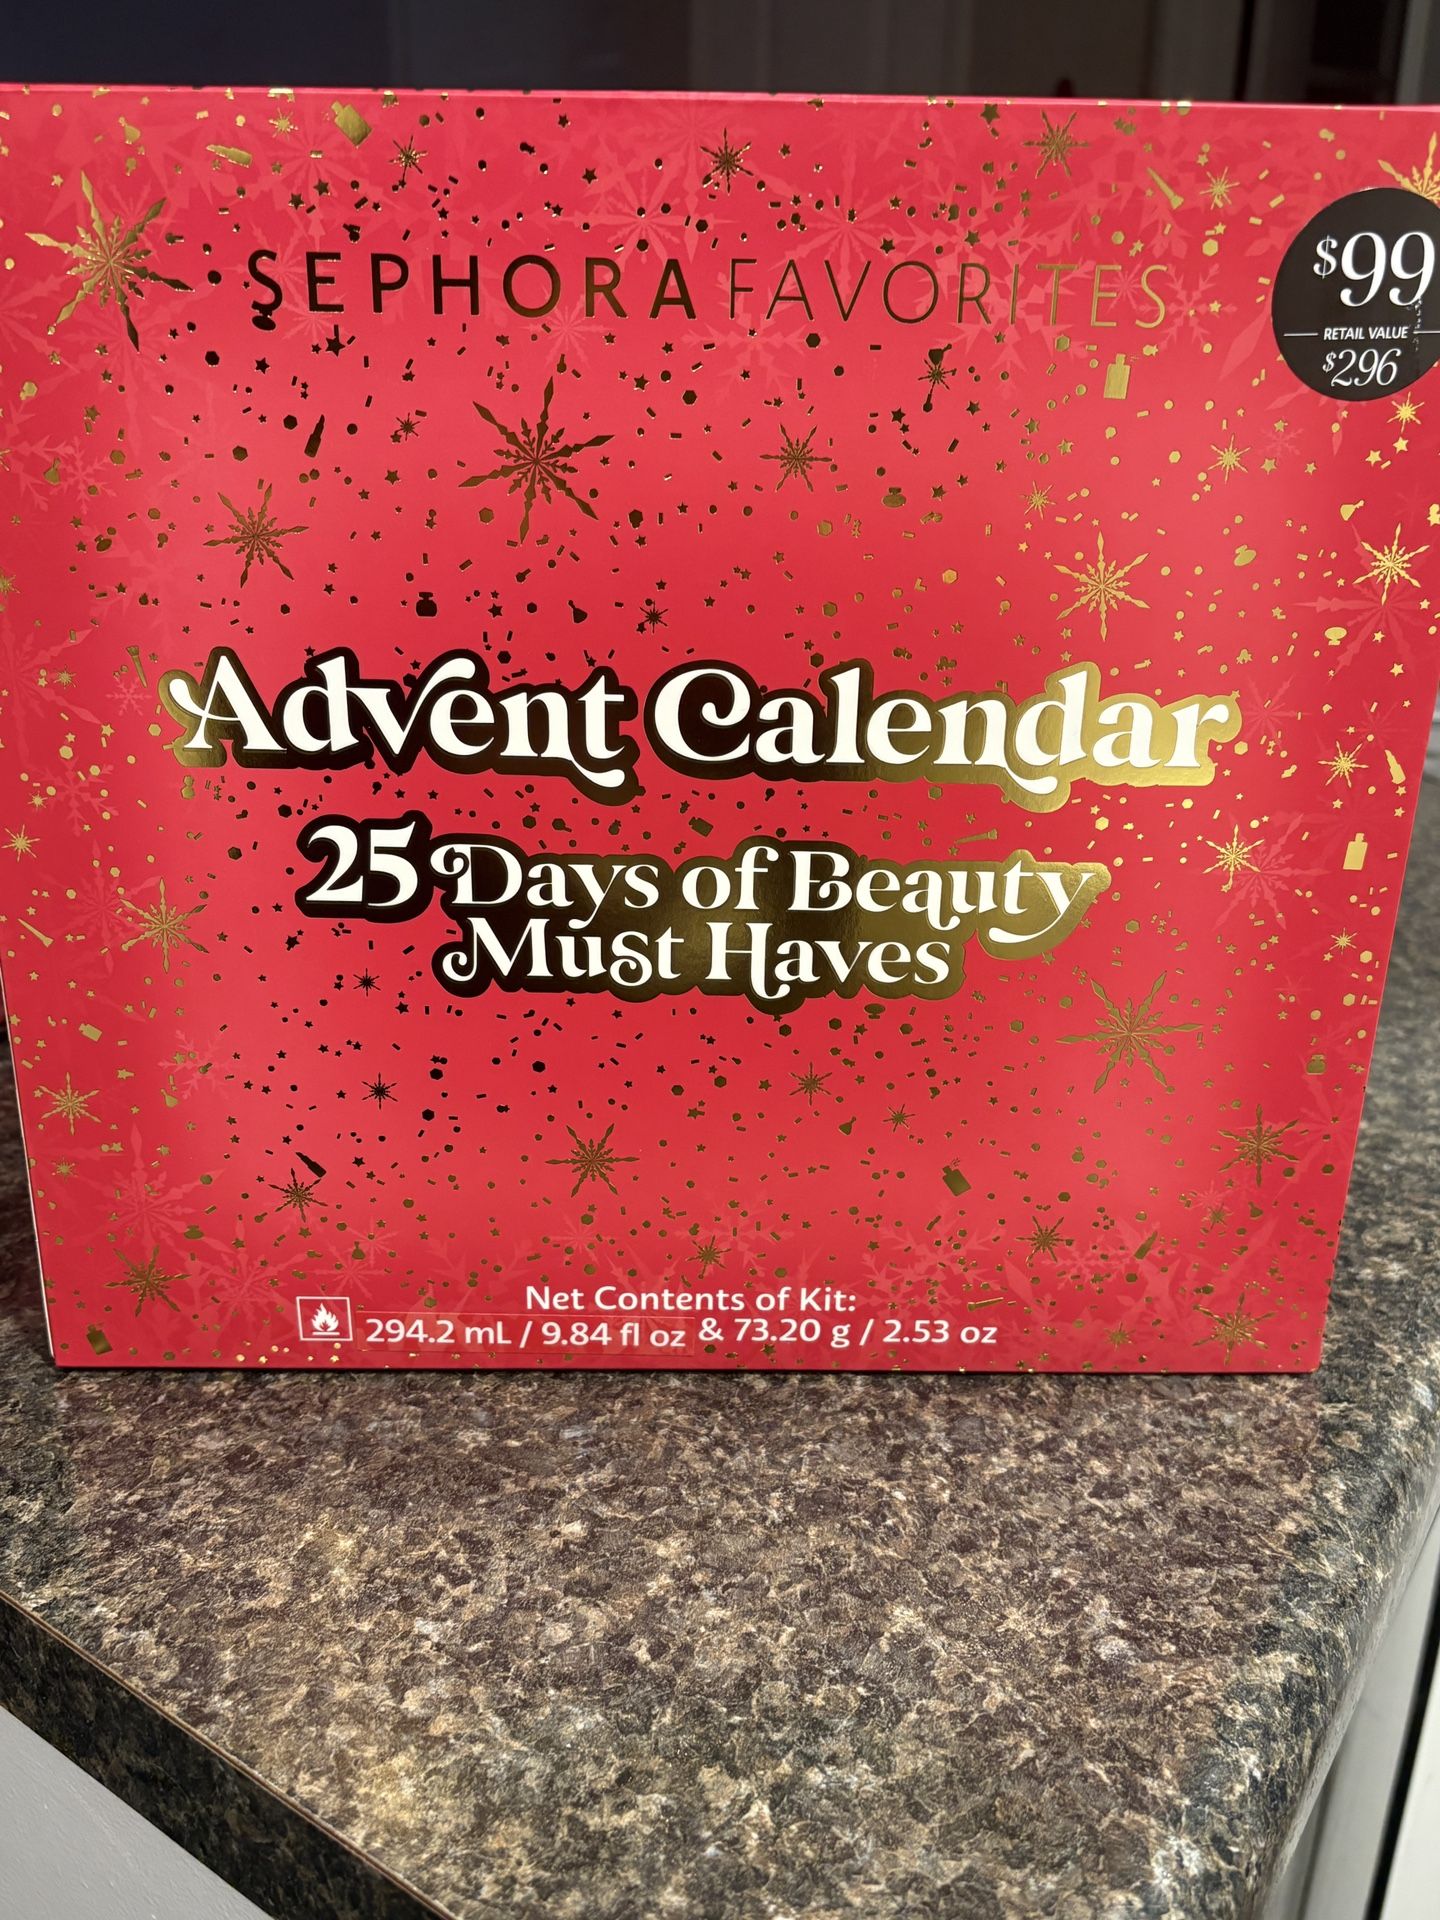 SEPHORA FAVORITES
$99
RETAIL VALUE
$296
Advent Calendar
25 Days of Beauty
Must Haves
Net Contents of Kit:
294.2 mL / 9.84 fl oz & 73.20 g / 2.53 oz